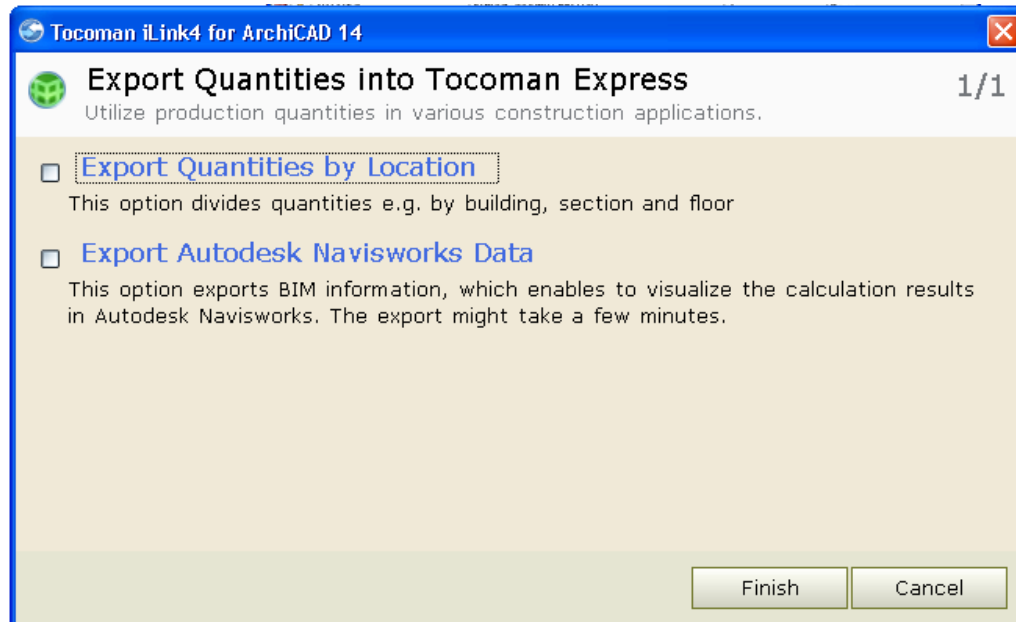 Tocoman iLink4 for ArchiCAD 14
Export Quantities into Tocoman Express
1/1
Utilize production quantities in various construction applications.
Export Quantities by Location
This option divides quantities e.g. by building, section and floor
Export Autodesk Navisworks Data
This option exports BIM information, which enables to visualize the calculation results
in Autodesk Navisworks. The export might take a few minutes.
Finish
Cancel